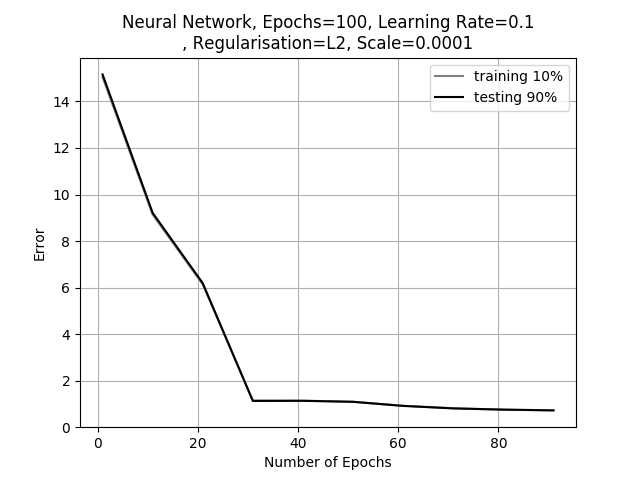 Neural Network, Epochs=100, Learning Rate=0.1
, Regularisation=L2, Scale=0.0001
training 10%
testing 90%
14
12
10
8
6
4
2
0
Error
0 20 40 60 80
Number of Epochs